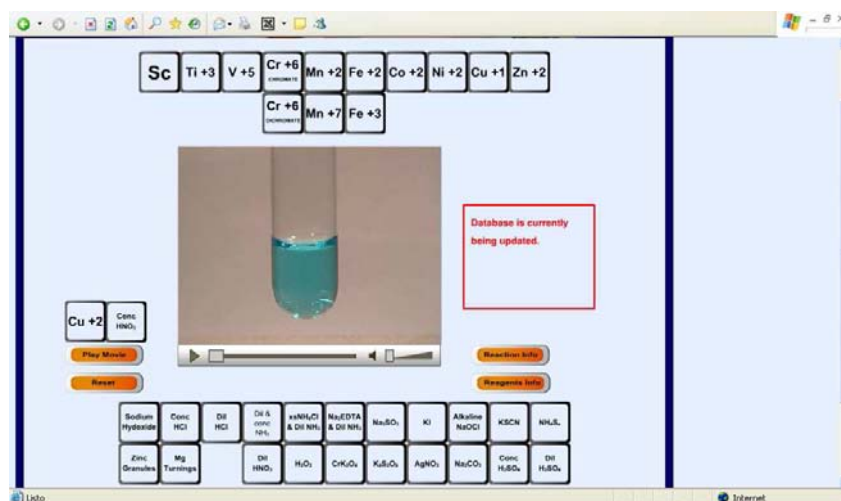 Sc Ti +3 V +5 Cr +6 CHROMATE Mn +2 Fe +2 Co +2 Ni +2 Cu +1 Zn +2
Cr +6 DICHROMATE Mn +7 Fe +3
Database is currently
being updated.
Cu +2 Conc HNO₃
Play Movie
Reaction Info
Reset
Reagents Info
Sodium Hydoxide Conc HCl Dil HCl Dil & conc NH₃ xsNH₄Cl & Dil NH₃ Na₂EDTA & Dil NH₃ Na₂SO₃ KI Alkaline NaOCl KSCN
Zinc Granules Mg Turnings Dil HNO₃ H₂O₂ CrK₂O₄ K₂S₂O₈ AgNO₃ Na₂CO₃ Conc H₂SO₄ Dil H₂SO₄
Listo
Internet